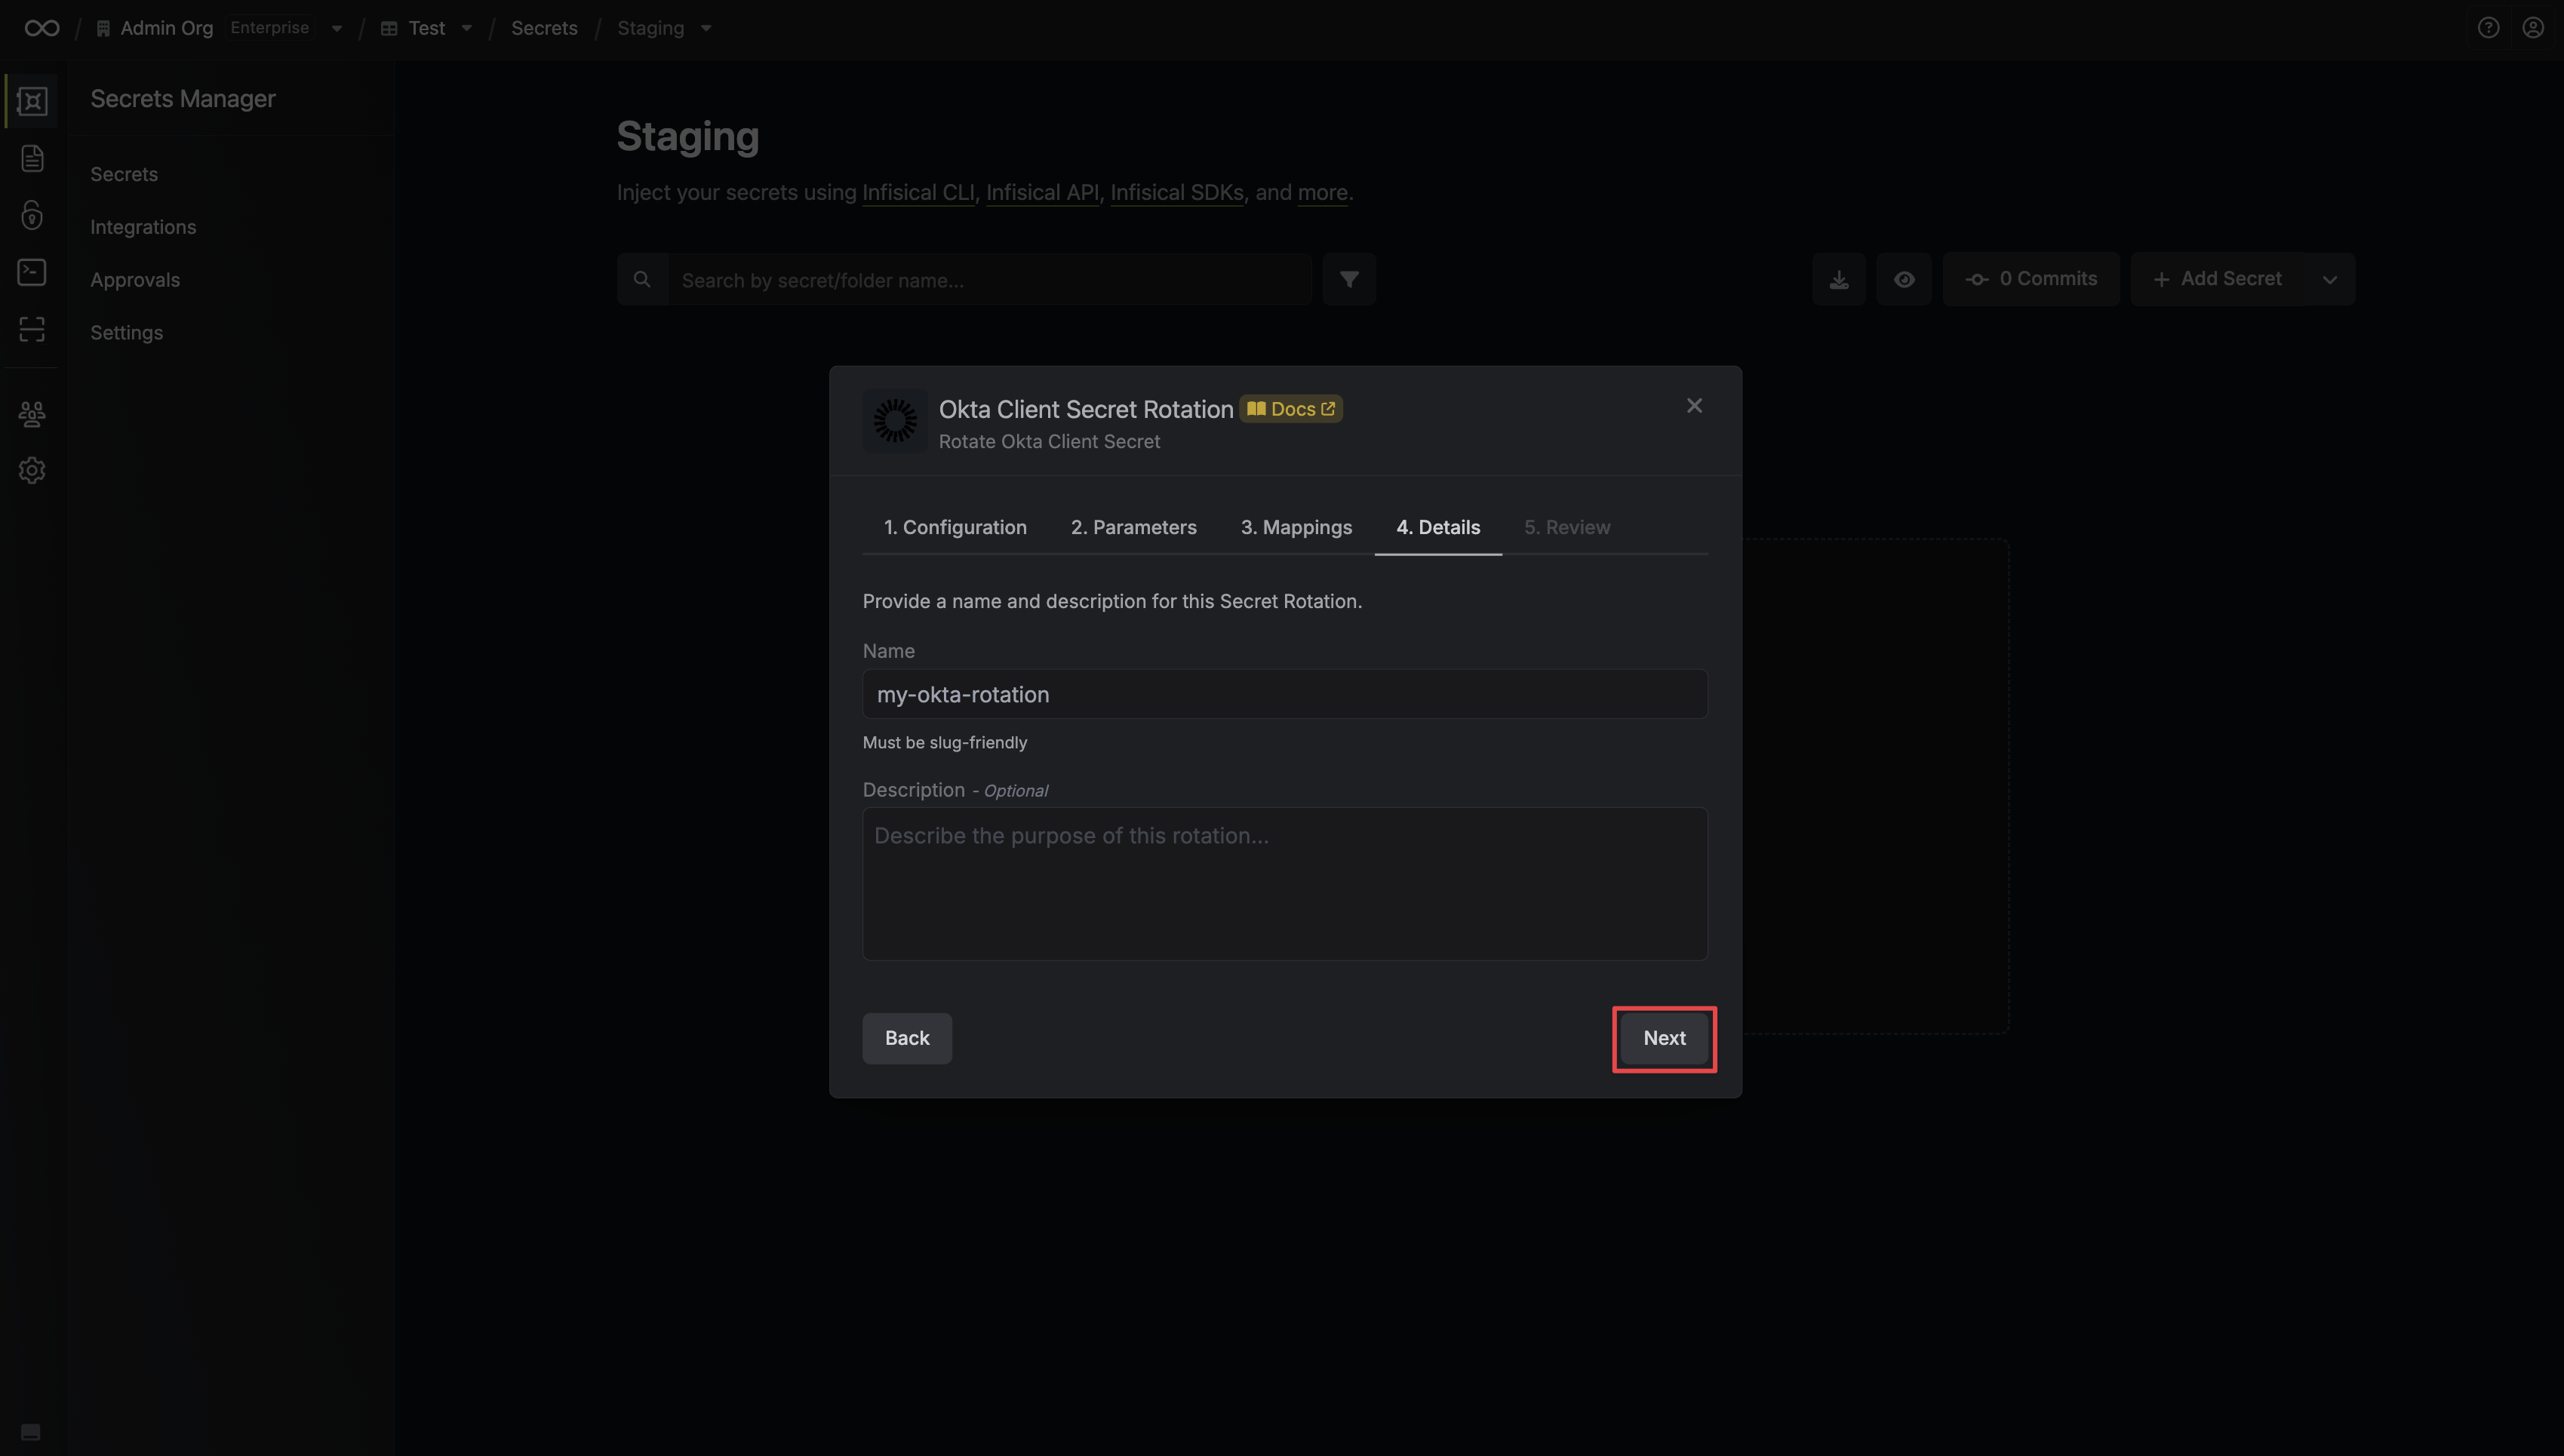 Admin Org Enterprise / Test / Secrets / Staging
Secrets Manager
Secrets
Integrations
Approvals
Settings
Staging
Inject your secrets using Infisical CLI, Infisical API, Infisical SDKs, and more.
Search by secret/folder name...
0 Commits
Add Secret
Okta Client Secret Rotation Docs
Rotate Okta Client Secret
1. Configuration 2. Parameters 3. Mappings 4. Details 5. Review
Provide a name and description for this Secret Rotation.
Name
my-okta-rotation
Must be slug-friendly
Description - Optional
Describe the purpose of this rotation...
Back
Next